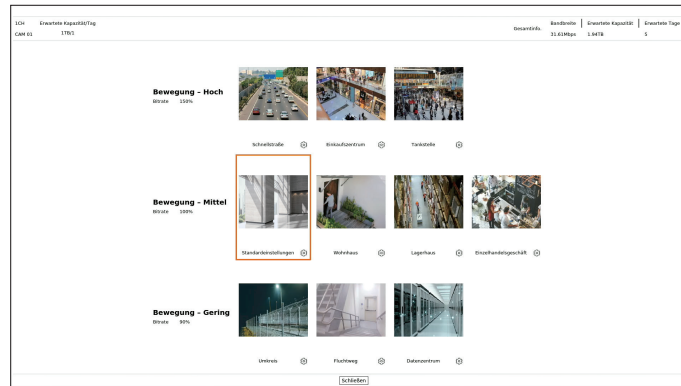 1CH Erwartete Kapazität/Tag
CAM 01 1TB/1
Gesamtinfo. Bandbreite Erwartete Kapazität Erwartete Tage
31.61Mbps 1.94TB 5
Bewegung – Hoch
Bitrate 150%
Schnellstraße Einkaufszentrum Tankstelle
Bewegung – Mittel
Bitrate 100%
Standardeinstellungen Wohnhaus Lagerhaus Einzelhandelsgeschäft
Bewegung – Gering
Bitrate 90%
Umkreis. Fluchtweg Datenzentrum
Schließen